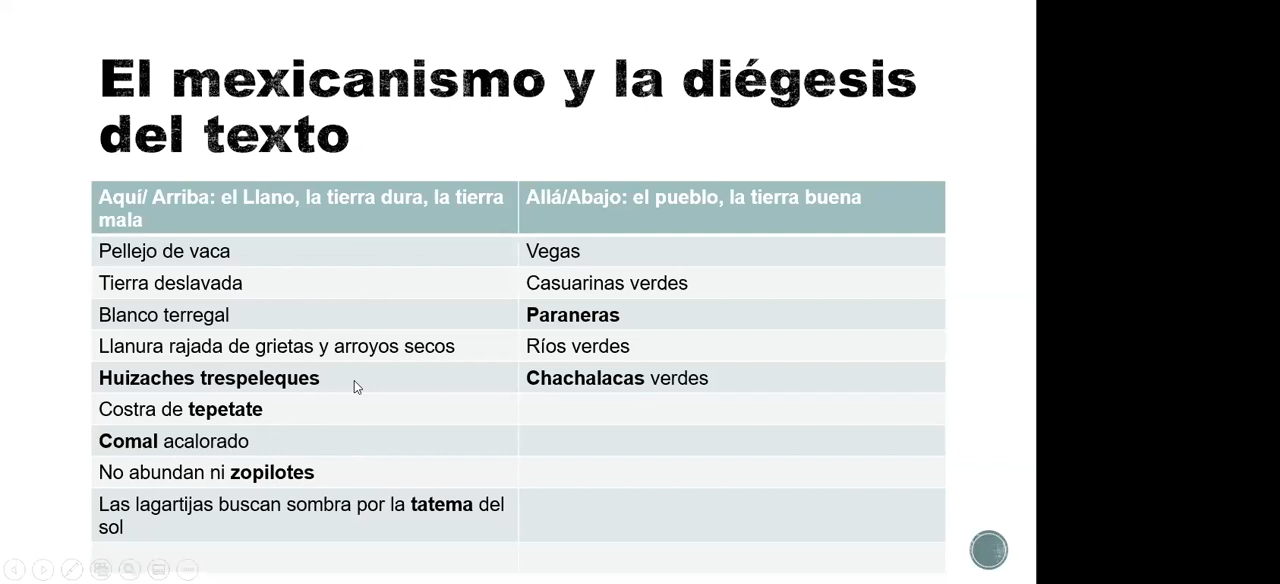 El mexicanismo y la diégesis
del texto
Aquí/ Arriba: el Llano, la tierra dura, la tierra
mala
Allá/Abajo: el pueblo, la tierra buena
Pellejo de vaca
Vegas
Tierra deslavada
Casuarinas verdes
Blanco terregal
Paraneras
Llanura rajada de grietas y arroyos secos
Ríos verdes
Huizaches trespeleques
Chachalacas verdes
Costra de tepetate
Comal acalorado
No abundan ni zopilotes
Las lagartijas buscan sombra por la tatema del
sol